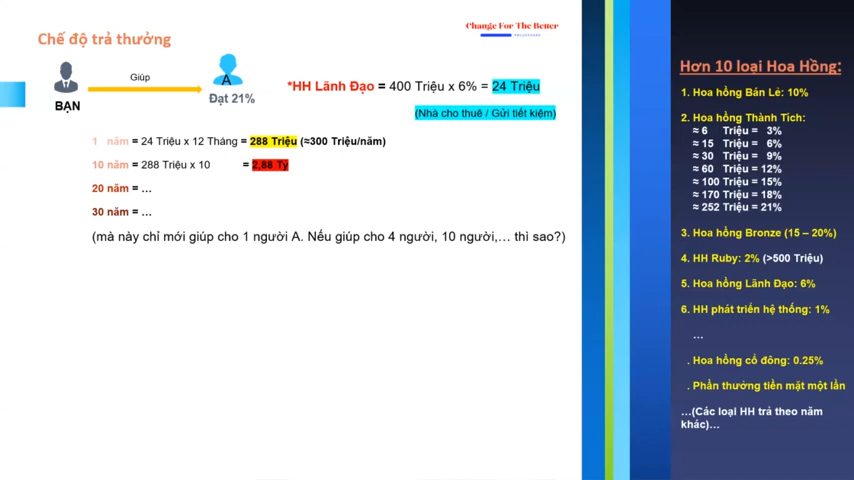 Change For The Better
Chế độ trả thưởng
Giúp
A
BẠN
Đạt 21%
*HH Lãnh Đạo = 400 Triệu x 6% = 24 Triệu
(Nhà cho thuê / Gửi tiết kiệm)
1 năm = 24 Triệu x 12 Tháng = 288 Triệu (≈300 Triệu/năm)
10 năm = 288 Triệu x 10 = 2,88 Tỷ
20 năm = ...
30 năm = ...
(mà này chỉ mới giúp cho 1 người A. Nếu giúp cho 4 người, 10 người,... thì sao?)
Hơn 10 loại Hoa Hồng:
1. Hoa hồng Bán Lẻ: 10%
2. Hoa hồng Thành Tích:
≈ 6 Triệu = 3%
≈ 15 Triệu = 6%
≈ 30 Triệu = 9%
≈ 60 Triệu = 12%
≈ 100 Triệu = 15%
≈ 170 Triệu = 18%
≈ 252 Triệu = 21%
3. Hoa hồng Bronze (15 – 20%)
4. HH Ruby: 2% (>500 Triệu)
5. Hoa hồng Lãnh Đạo: 6%
6. HH phát triển hệ thống: 1%
...
. Hoa hồng cổ đông: 0.25%
. Phần thưởng tiền mặt một lần
...(Các loại HH trả theo năm
khác)...